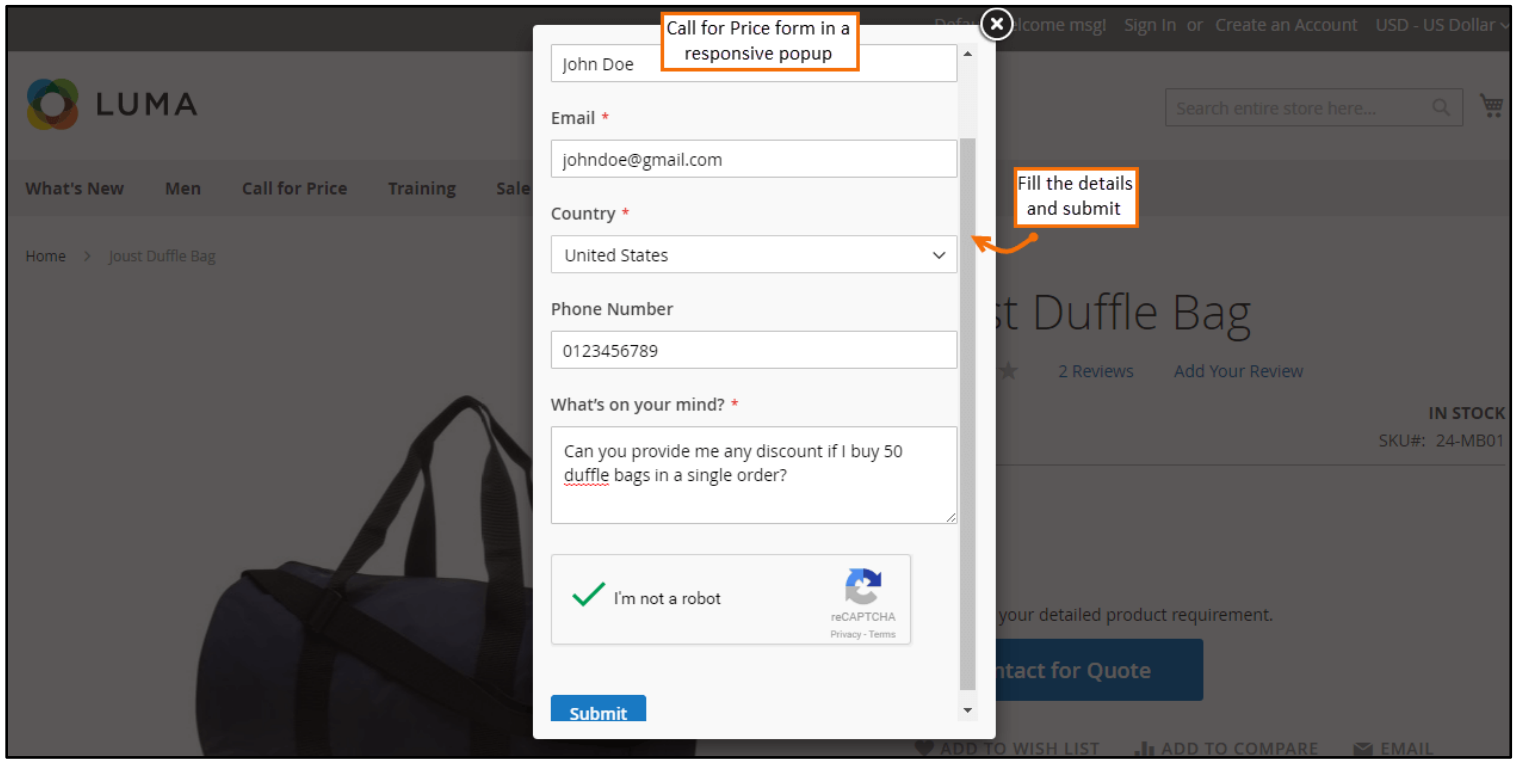 Call for Price form in a
responsive popup
elcome msg! Sign In or Create an Account USD - US Dollar
LUMA
Search entire store here...
What's New Men Call for Price Training Sale
Home > Joust Duffle Bag
John Doe
Email *
johndoe@gmail.com
Country *
United States
Phone Number
0123456789
What's on your mind? *
Can you provide me any discount if I buy 50
duffle bags in a single order?
I'm not a robot
reCAPTCHA
Privacy - Terms
Submit
Fill the details
and submit
st Duffle Bag
2 Reviews Add Your Review
IN STOCK
SKU#: 24-MB01
your detailed product requirement.
ntact for Quote
ADD TO WISH LIST ADD TO COMPARE EMAIL